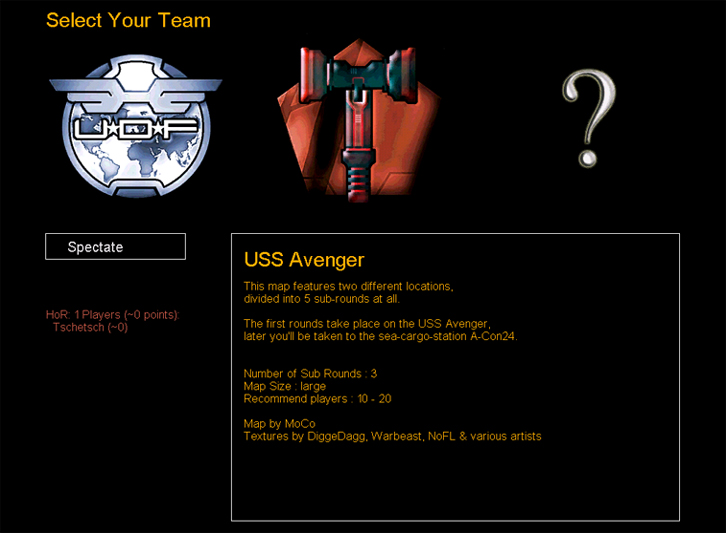 Select Your Team
U★D★F
Spectate
HoR: 1 Players (~0 points):
Tschetsch (~0)
USS Avenger
This map features two different locations,
divided into 5 sub-rounds at all.
The first rounds take place on the USS Avenger,
later you'll be taken to the sea-cargo-station A-Con24.
Number of Sub Rounds : 3
Map Size : large
Recommend players : 10 - 20
Map by MoCo
Textures by DiggeDagg, Warbeast, NoFL & various artists